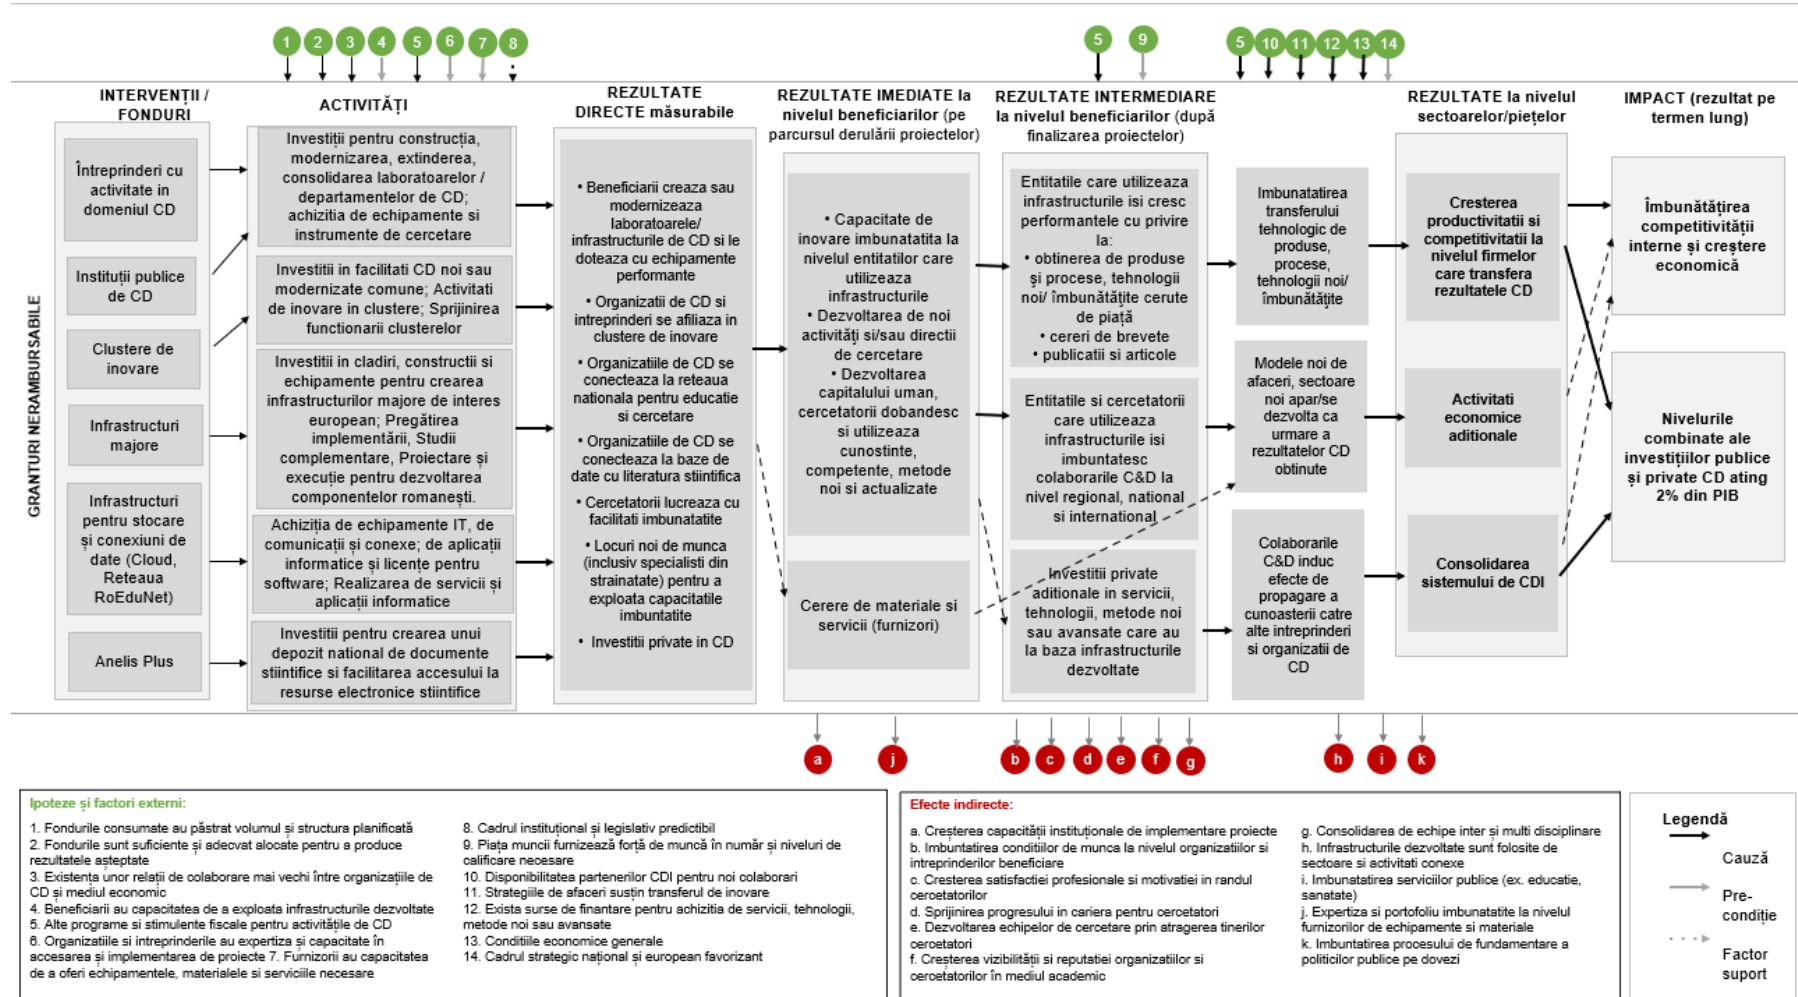 1 2 3 4 5 6 7 8 5 9 5 10 11 12 13 14
INTERVENȚII /
FONDURI
ACTIVITĂȚI
REZULTATE
DIRECTE măsurabile
REZULTATE IMEDIATE la
nivelul beneficiarilor (pe
parcursul derulării proiectelor)
REZULTATE INTERMEDIARE
la nivelul beneficiarilor (după
finalizarea proiectelor)
REZULTATE la nivelul
sectoarelor/piețelor
IMPACT (rezultat pe
termen lung)
GRANTURI NERAMBURSABILE
Întreprinderi cu
activitate in
domeniul CD
Instituții publice
de CD
Clustere de
inovare
Infrastructuri
majore
Infrastructuri
pentru stocare
și conexiuni de
date (Cloud,
Reteaua
RoEduNet)
Anelis Plus
Investiții pentru construcția,
modernizarea, extinderea,
consolidarea laboratoarelor /
departamentelor de CD;
achizitia de echipamente si
instrumente de cercetare
Investitii in facilitati CD noi sau
modernizate comune; Activitati
de inovare in clustere; Sprijinirea
functionarii clusterelor
Investitii in cladiri, constructii si
echipamente pentru crearea
infrastructurilor majore de interes
european; Pregătirea
implementării, Studii
complementare, Proiectare și
execuție pentru dezvoltarea
componentelor romanești.
Achiziția de echipamente IT, de
comunicații și conexe; de aplicații
informatice și licențe pentru
software; Realizarea de servicii și
aplicații informatice
Investitii pentru crearea unui
depozit national de documente
stiintifice si facilitarea accesului la
resurse electronice stiintifice
• Beneficiarii creaza sau
modernizeaza
laboratoarele/
infrastructurile de CD si le
doteaza cu echipamente
performante
• Organizatii de CD si
intreprinderi se afiliaza in
clustere de inovare
• Organizatiile de CD se
conecteaza la reteaua
nationala pentru educatie
si cercetare
• Organizatiile de CD se
conecteaza la baze de
date cu literatura stiintifica
• Cercetatorii lucreaza cu
facilitati imbunatatite
• Locuri noi de munca
(inclusiv specialisti din
strainatate) pentru a
exploata capacitatile
imbuntatite
• Investitii private in CD
• Capacitate de
inovare imbunatatita la
nivelul entitatilor care
utilizeaza
infrastructurile
• Dezvoltarea de noi
activități si/sau directii
de cercetare
• Dezvoltarea
capitalului uman,
cercetatorii dobandesc
si utilizeaza
cunostinte,
competente, metode
noi si actualizate
Cerere de materiale si
servicii (furnizori)
Entitatile care utilizeaza
infrastructurile isi cresc
performantele cu privire
la:
• obtinerea de produse
și procese, tehnologii
noi/ îmbunătățite cerute
de piață
• cereri de brevete
• publicatii si articole
Entitatile si cercetatorii
care utilizeaza
infrastructurile isi
imbuntatesc
colaborarile C&D la
nivel regional, national
si international
Investitii private
aditionale in servicii,
tehnologii, metode noi
sau avansate care au
la baza infrastructurile
dezvoltate
Imbunatatirea
transferului
tehnologic de
produse,
procese,
tehnologii noi/
îmbunătățite
Modele noi de
afaceri, sectoare
noi apar/se
dezvolta ca
urmare a
rezultatelor CD
obtinute
Colaborarile
C&D induc
efecte de
propagare a
cunoasterii catre
alte intreprinderi
si organizatii de
CD
Cresterea
productivitatii si
competitivitatii la
nivelul firmelor
care transfera
rezultatele CD
Activitati
economice
aditionale
Consolidarea
sistemului de CDI
Îmbunătățirea
competitivității
interne și creștere
economică
Nivelurile
combinate ale
investițiilor publice
și private CD ating
2% din PIB
a j b c d e f g h i k
Ipoteze și factori externi:
1. Fondurile consumate au păstrat volumul și structura planificată
2. Fondurile sunt suficiente și adecvat alocate pentru a produce
rezultatele așteptate
3. Existența unor relații de colaborare mai vechi între organizațiile de
CD și mediul economic
4. Beneficiarii au capacitatea de a exploata infrastructurile dezvoltate
5. Alte programe si stimulente fiscale pentru activitățile de CD
6. Organizatiile si intreprinderile au expertiza și capacitate în
accesarea și implementarea de proiecte 7. Furnizorii au capacitatea
de a oferi echipamentele, materialele si serviciile necesare
8. Cadrul instituțional și legislativ predictibil
9. Piața muncii furnizează forță de muncă în număr și niveluri de
calificare necesare
10. Disponibilitatea partenerilor CDI pentru noi colaborari
11. Strategiile de afaceri susțin transferul de inovare
12. Exista surse de finantare pentru achizitia de servicii, tehnologii,
metode noi sau avansate
13. Conditiile economice generale
14. Cadrul strategic național și european favorizant
Efecte indirecte:
a. Creșterea capacității instituționale de implementare proiecte
b. Imbuntatirea conditiilor de munca la nivelul organizatiilor si
intreprinderilor beneficiare
c. Cresterea satisfactiei profesionale si motivatiei in randul
cercetatorilor
d. Sprijinirea progresului in cariera pentru cercetatori
e. Dezvoltarea echipelor de cercetare prin atragerea tinerilor
cercetatori
f. Creșterea vizibilității si reputatiei organizatiilor si
cercetatorilor în mediul academic
g. Consolidarea de echipe inter și multi disciplinare
h. Infrastructurile dezvoltate sunt folosite de
sectoare si activitati conexe
i. Imbunatatirea serviciilor publice (ex. educatie,
sanatate)
j. Expertiza si portofoliu imbunatatite la nivelul
furnizorilor de echipamente si materiale
k. Imbuntatirea procesului de fundamentare a
politicilor publice pe dovezi
Legendă
Cauză
Pre-
condiție
Factor
suport